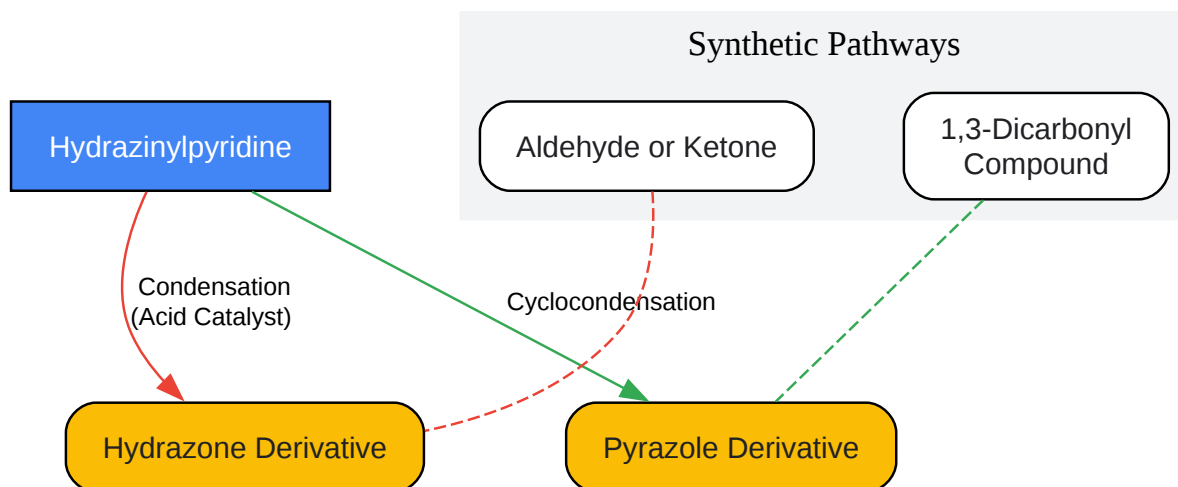 Synthetic Pathways
Hydrazinylpyridine
Aldehyde or Ketone
1,3-Dicarbonyl
Compound
Condensation
(Acid Catalyst)
Cyclocondensation
Hydrazone Derivative
Pyrazole Derivative